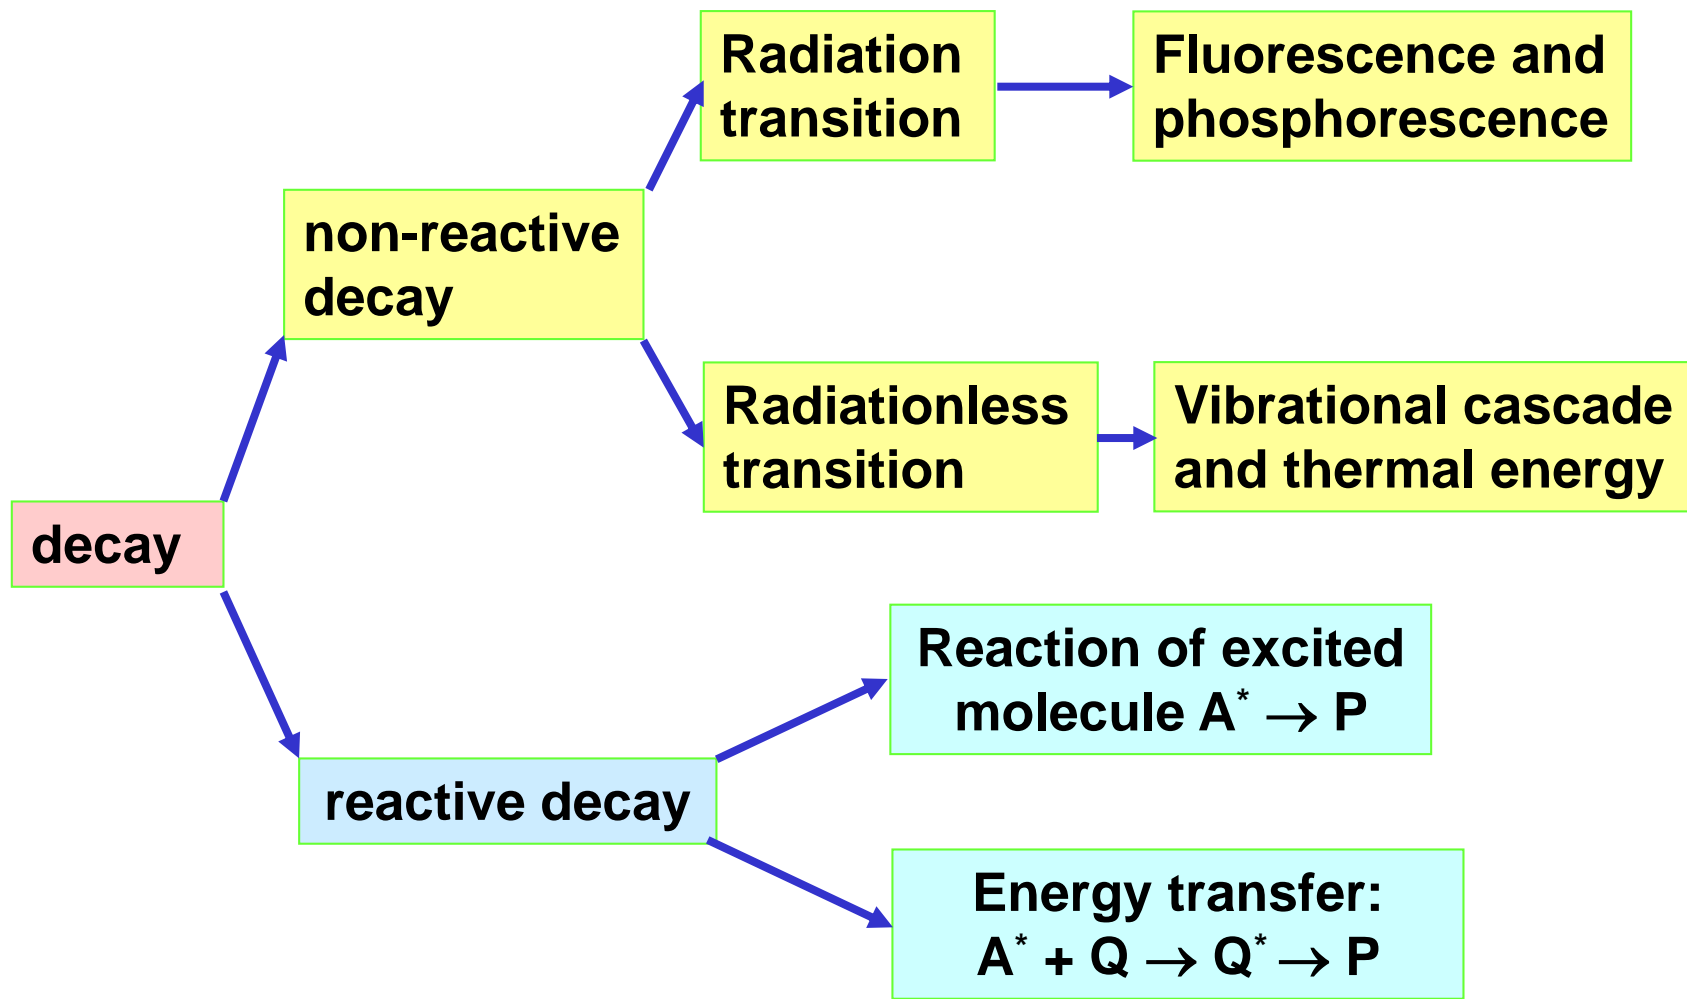 Radiation
transition
Fluorescence and
phosphorescence
non-reactive
decay
Radiationless
transition
Vibrational cascade
and thermal energy
decay
Reaction of excited
molecule A* → P
reactive decay
Energy transfer:
A* + Q → Q* → P